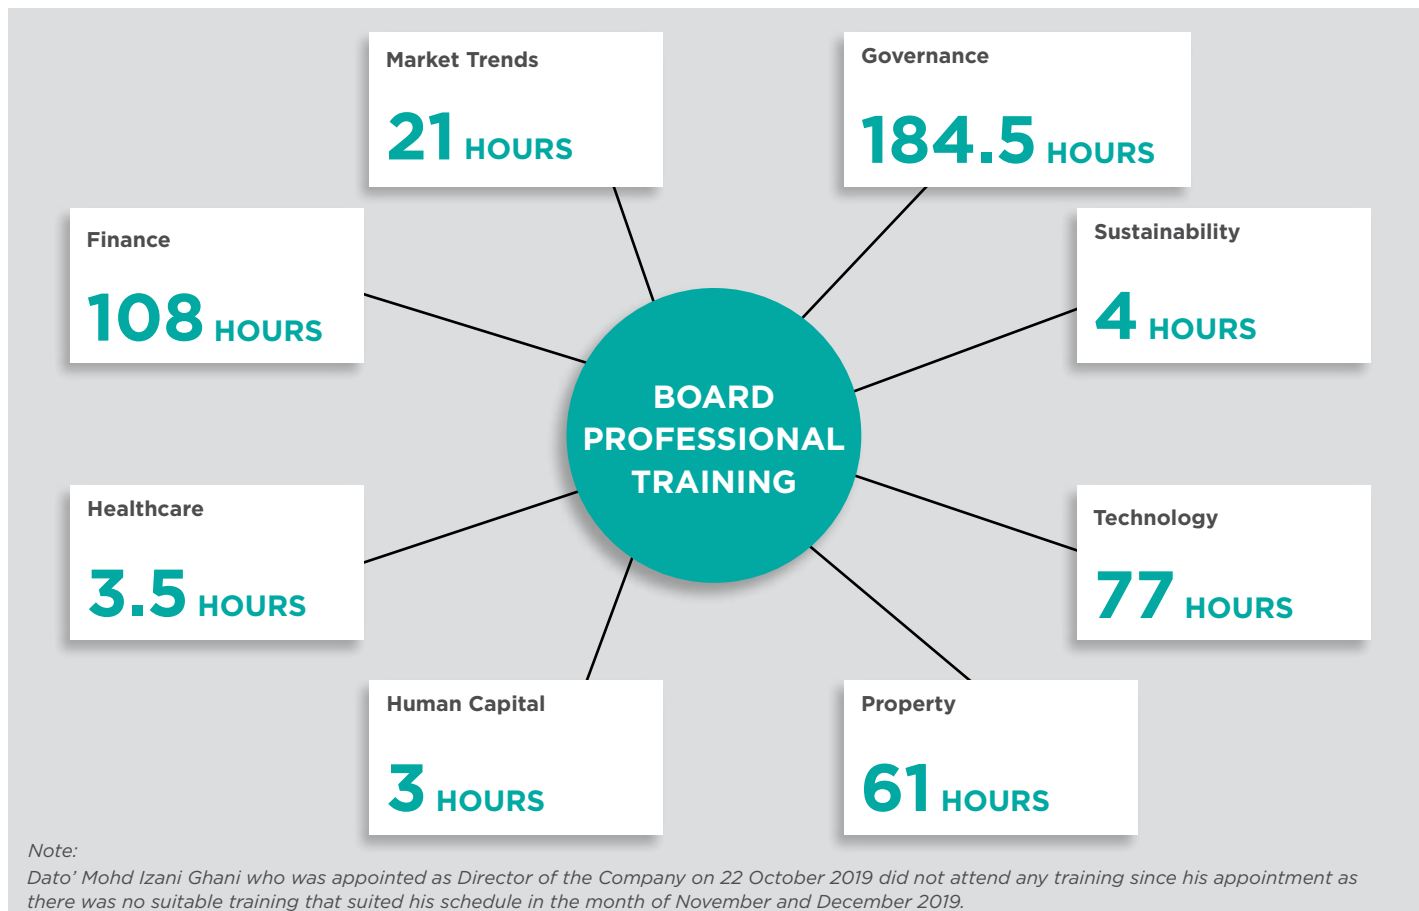 Market Trends
21 HOURS
Governance
184.5 HOURS
Finance
108 HOURS
Sustainability
4 HOURS
BOARD
PROFESSIONAL
TRAINING
Healthcare
3.5 HOURS
Technology
77 HOURS
Human Capital
3 HOURS
Property
61 HOURS
Note:
Dato’ Mohd Izani Ghani who was appointed as Director of the Company on 22 October 2019 did not attend any training since his appointment as
there was no suitable training that suited his schedule in the month of November and December 2019.